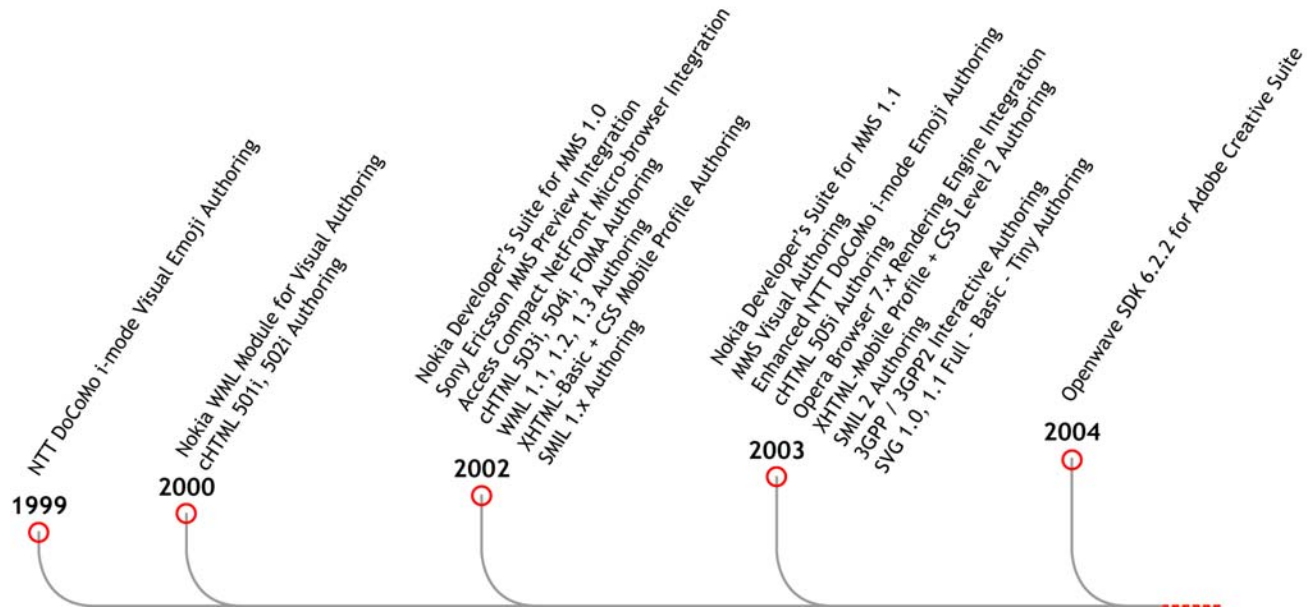 1999
NTT DoCoMo i-mode Visual Emoji Authoring
2000
Nokia WML Module for Visual Authoring
cHTML 501i, 502i Authoring
2002
Nokia Developer's Suite for MMS 1.0
Sony Ericsson MMS Preview Integration
Access Compact NetFront Micro-browser Integration
cHTML 503i, 504i, FOMA Authoring
WML 1.1, 1.2, 1.3 Authoring
XHTML-Basic + CSS Mobile Profile Authoring
SMIL 1.x Authoring
2003
Nokia Developer's Suite for MMS 1.1
MMS Visual Authoring
Enhanced NTT DoCoMo i-mode Emoji Authoring
cHTML 505i Authoring
Opera Browser 7.x Rendering Engine Integration
XHTML-Mobile Profile + CSS Level 2 Authoring
SMIL 2 Authoring
3GPP / 3GPP2 Interactive Authoring
SVG 1.0, 1.1 Full - Basic - Tiny Authoring
2004
Openwave SDK 6.2.2 for Adobe Creative Suite